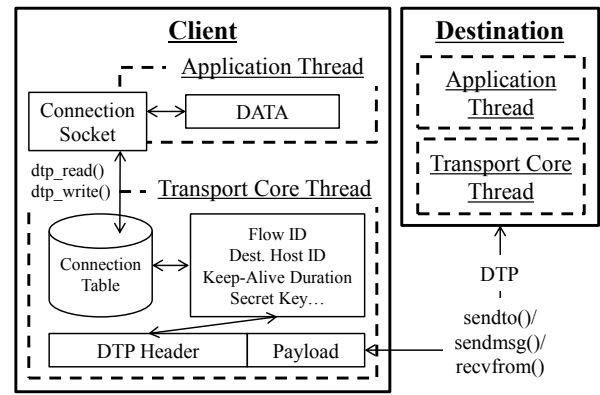 Client
Application Thread
Connection
Socket
DATA
dtp_read()
dtp_write()
Transport Core Thread
Connection
Table
Flow ID
Dest. Host ID
Keep-Alive Duration
Secret Key…
DTP Header
Payload
Destination
Application
Thread
Transport Core
Thread
DTP
sendto()/
sendmsg()/
recvfrom()